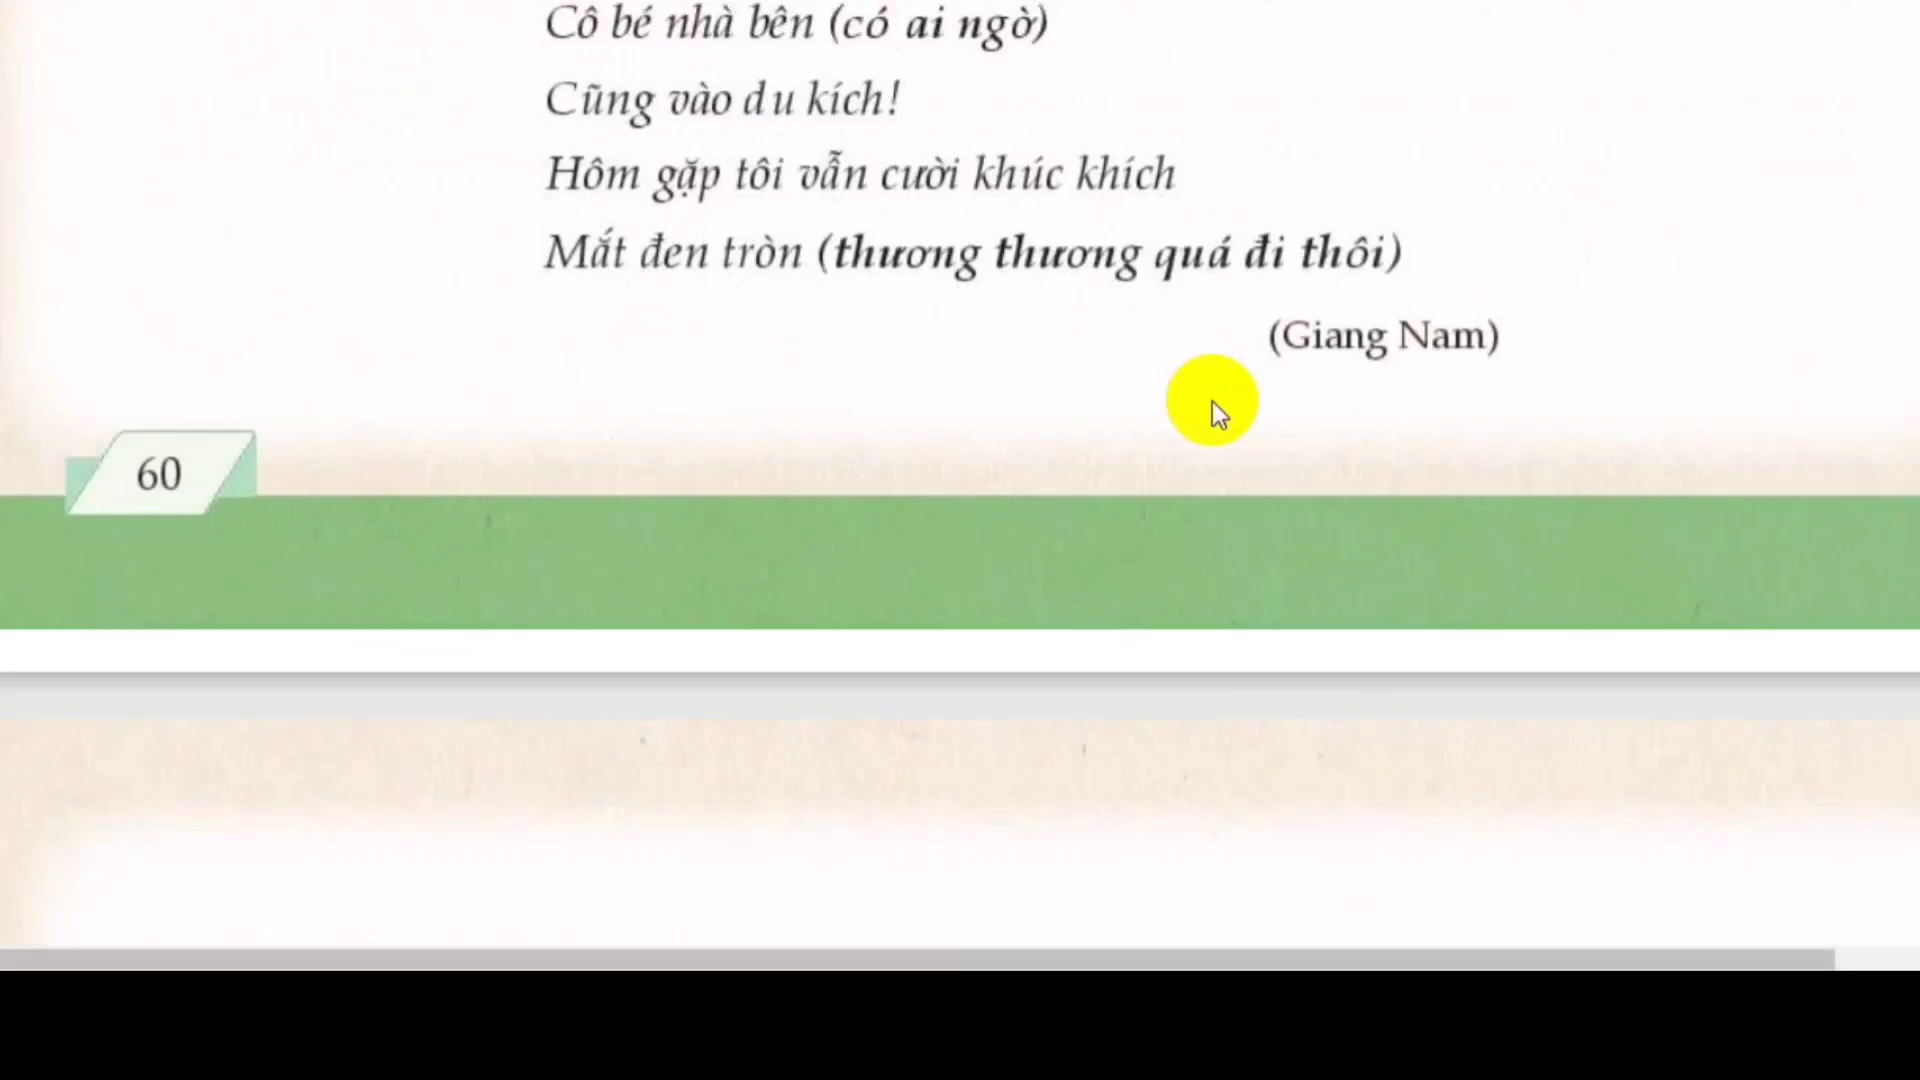 Cô bé nhà bên (có ai ngờ)
Cũng vào du kích!
Hôm gặp tôi vẫn cười khúc khích
Mắt đen tròn (thương thương quá đi thôi)
(Giang Nam)
60